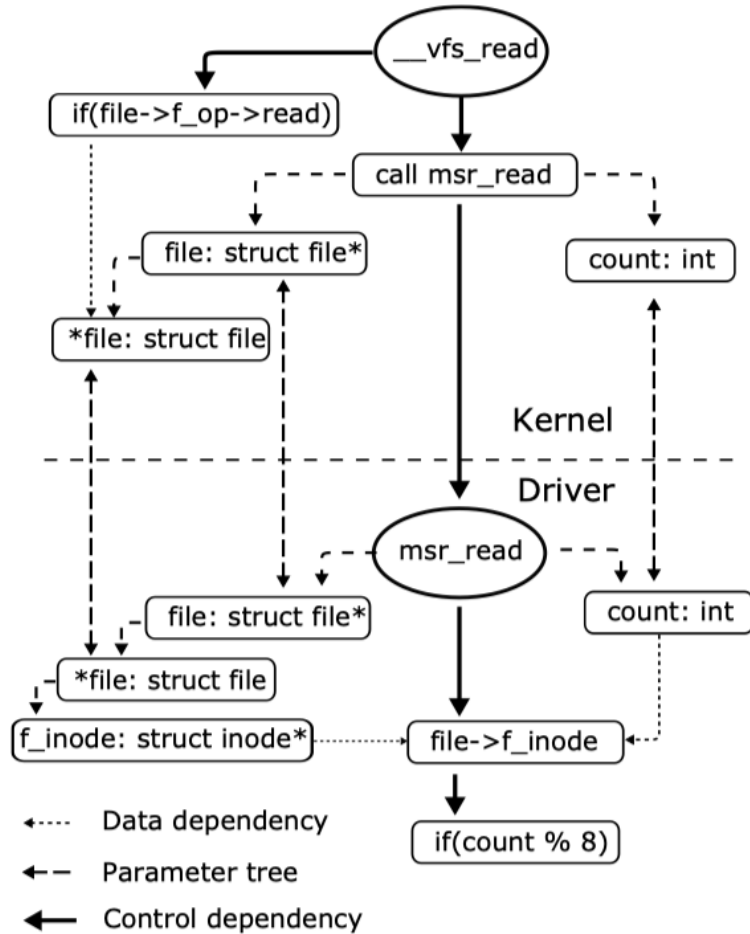 __vfs_read
if(file->f_op->read)
call msr_read
file: struct file*
count: int
*file: struct file
Kernel
Driver
msr_read
file: struct file*
count: int
*file: struct file
f_inode: struct inode*
file->f_inode
Data dependency
if(count % 8)
Parameter tree
Control dependency